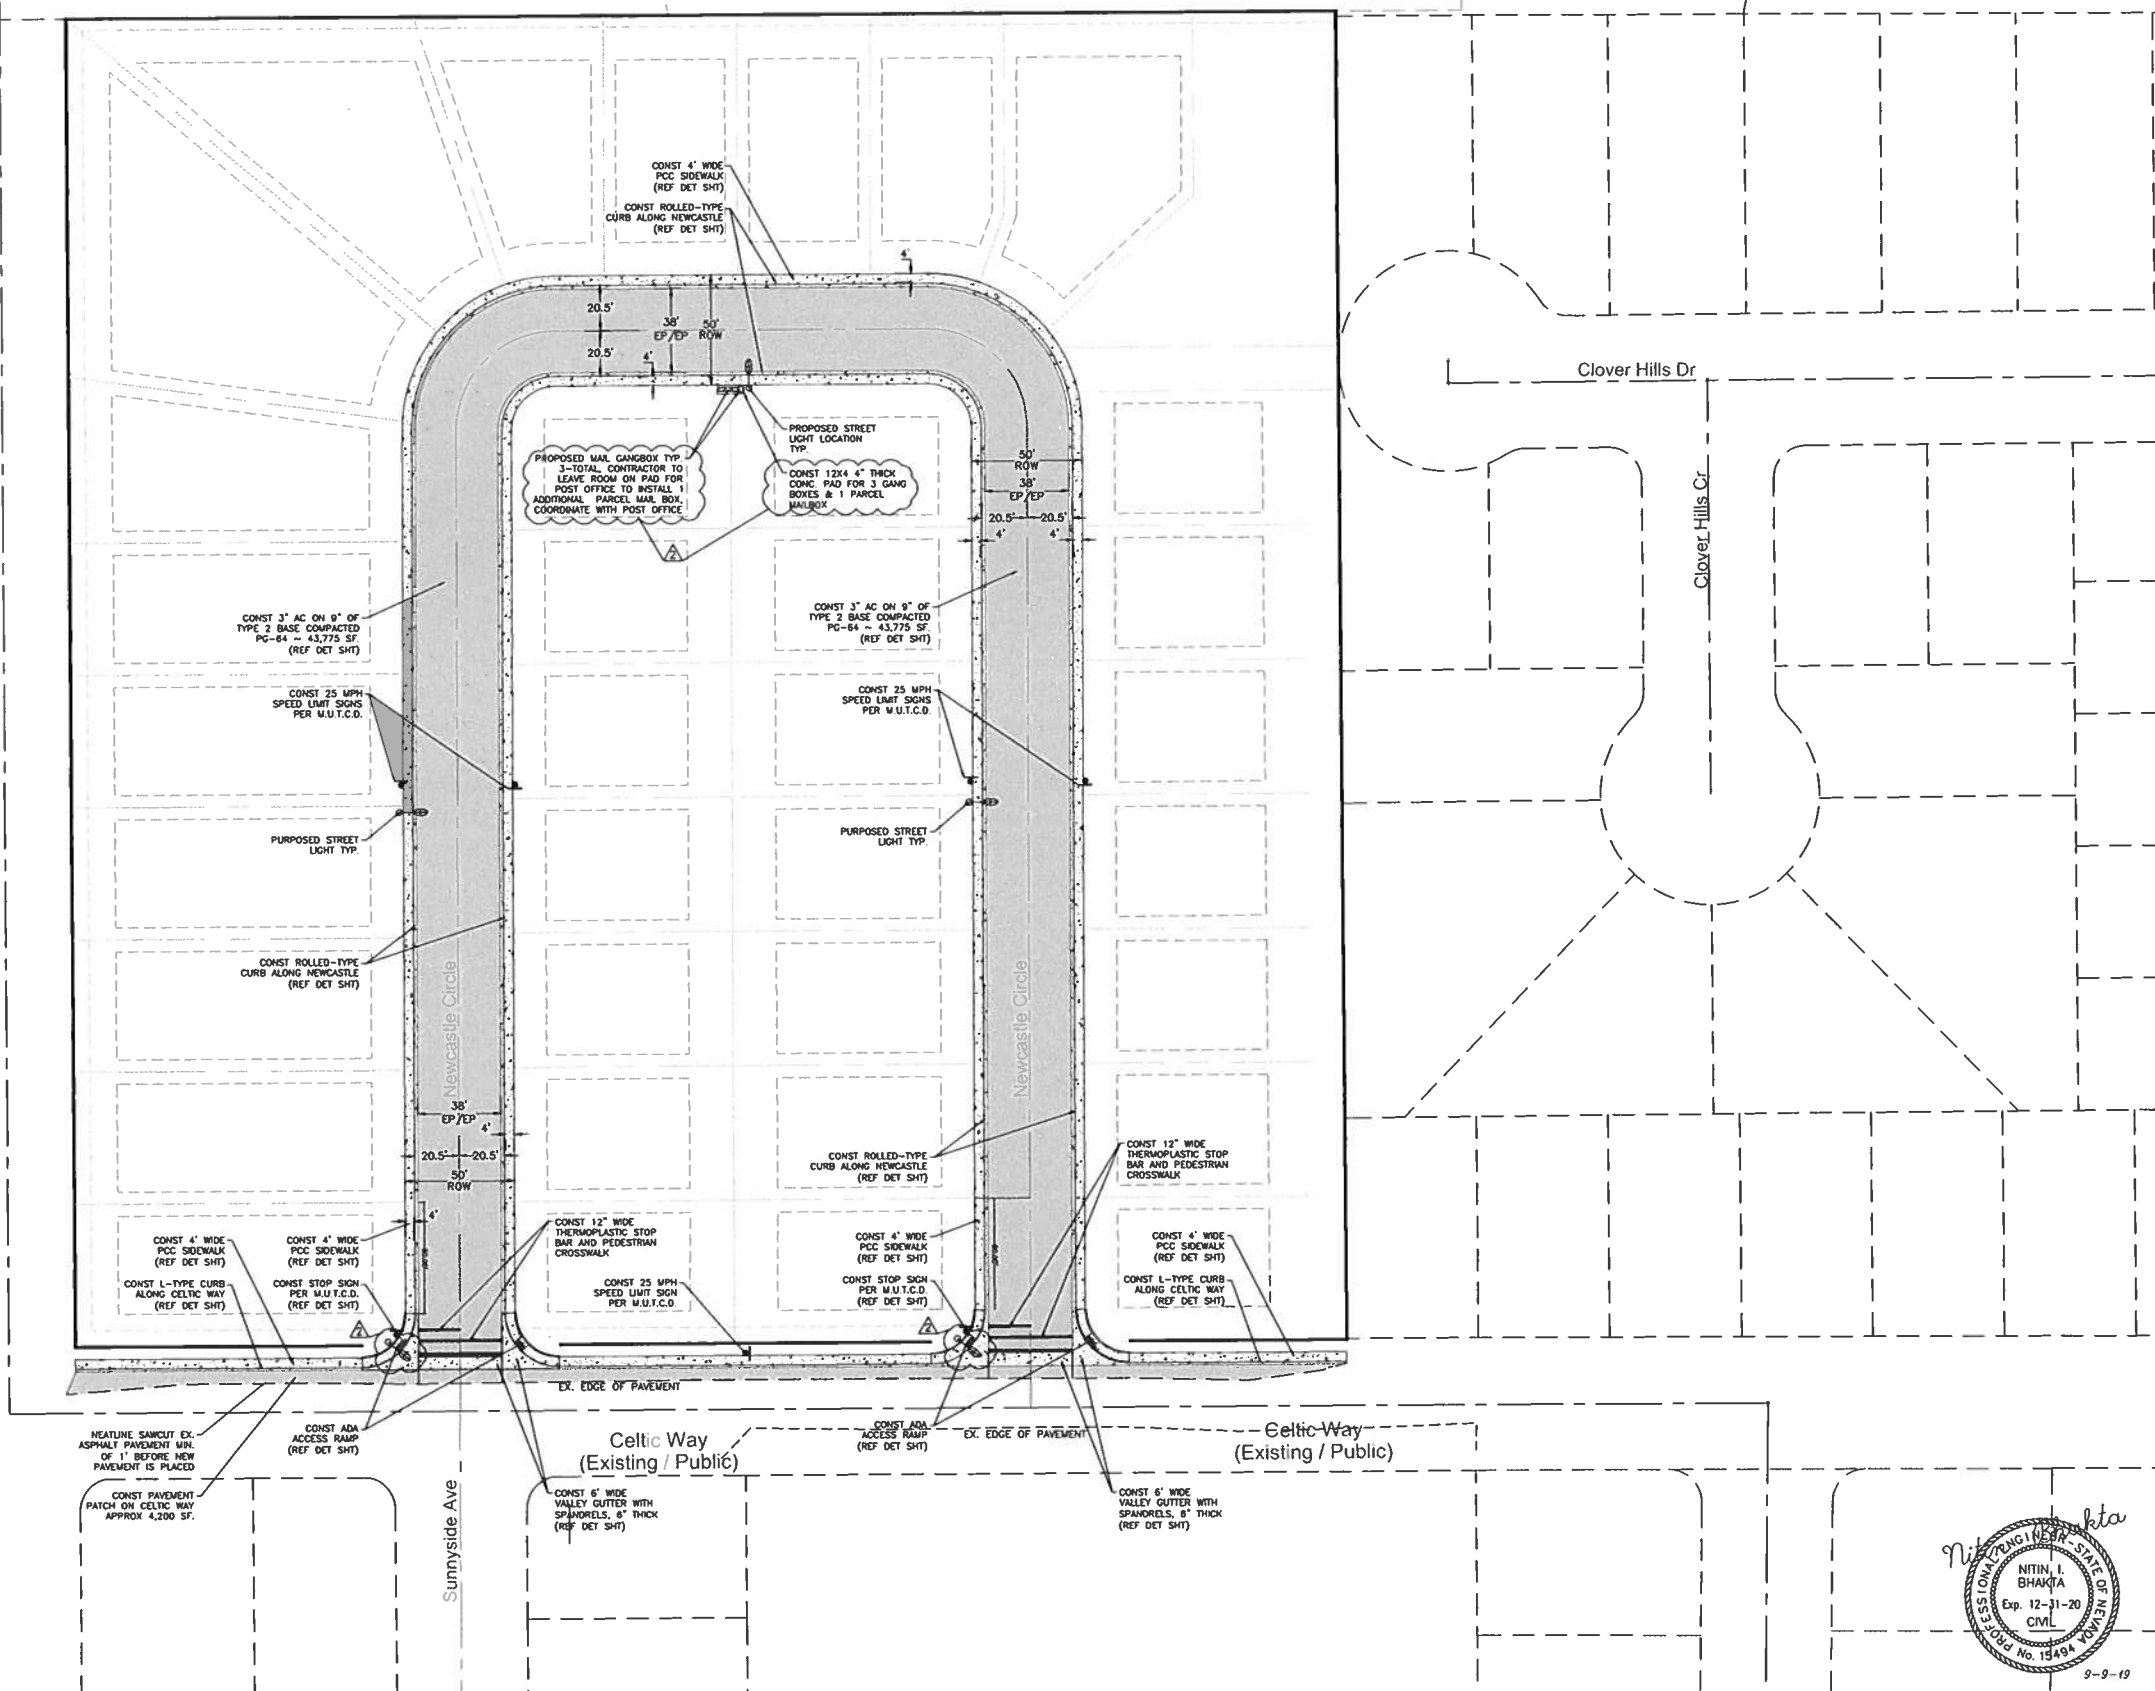 CONST 4' WIDE
PCC SIDEWALK
(REF DET SHT)
CONST ROLLED-TYPE
CURB ALONG NEWCASTLE
(REF DET SHT)
4'
20.5'
38'
EP/EP
50'
ROW
20.5'
4'
Clover Hills Dr
Clover Hills Cr
PROPOSED STREET
LIGHT LOCATION
TYP.
PROPOSED MAIL GANGBOX TYP.
3-TOTAL, CONTRACTOR TO
LEAVE ROOM ON PAD FOR
POST OFFICE TO INSTALL 1
ADDITIONAL PARCEL MAIL BOX,
COORDINATE WITH POST OFFICE
CONST 12X4 4" THICK
CONC. PAD FOR 3 GANG
BOXES & 1 PARCEL
MAILBOX
2
50'
ROW
38'
EP/EP
20.5'
20.5'
4'
4'
CONST 3" AC ON 9" OF
TYPE 2 BASE COMPACTED
PG-64 ~ 43,775 SF.
(REF DET SHT)
CONST 3" AC ON 9" OF
TYPE 2 BASE COMPACTED
PG-64 ~ 43,775 SF.
(REF DET SHT)
CONST 25 MPH
SPEED LIMIT SIGNS
PER M.U.T.C.D.
CONST 25 MPH
SPEED LIMIT SIGNS
PER M.U.T.C.D.
PURPOSED STREET
LIGHT TYP.
PURPOSED STREET
LIGHT TYP.
CONST ROLLED-TYPE
CURB ALONG NEWCASTLE
(REF DET SHT)
Newcastle Circle
Newcastle Circle
38'
EP/EP
4'
20.5'
20.5'
50'
ROW
4'
CONST ROLLED-TYPE
CURB ALONG NEWCASTLE
(REF DET SHT)
CONST 12" WIDE
THERMOPLASTIC STOP
BAR AND PEDESTRIAN
CROSSWALK
CONST 12" WIDE
THERMOPLASTIC STOP
BAR AND PEDESTRIAN
CROSSWALK
CONST 4' WIDE
PCC SIDEWALK
(REF DET SHT)
CONST 4' WIDE
PCC SIDEWALK
(REF DET SHT)
CONST 4' WIDE
PCC SIDEWALK
(REF DET SHT)
CONST 4' WIDE
PCC SIDEWALK
(REF DET SHT)
CONST L-TYPE CURB
ALONG CELTIC WAY
(REF DET SHT)
CONST STOP SIGN
PER M.U.T.C.D.
(REF DET SHT)
CONST 25 MPH
SPEED LIMIT SIGN
PER M.U.T.C.D.
CONST STOP SIGN
PER M.U.T.C.D.
(REF DET SHT)
CONST L-TYPE CURB
ALONG CELTIC WAY
(REF DET SHT)
2
2
EX. EDGE OF PAVEMENT
NEATLINE SAWCUT EX.
ASPHALT PAVEMENT MIN.
OF 1' BEFORE NEW
PAVEMENT IS PLACED
CONST ADA
ACCESS RAMP
(REF DET SHT)
Celtic Way
(Existing / Public)
CONST ADA
ACCESS RAMP
(REF DET SHT)
EX. EDGE OF PAVEMENT
Celtic Way
(Existing / Public)
CONST PAVEMENT
PATCH ON CELTIC WAY
APPROX 4,200 SF.
Sunnyside Ave
CONST 6' WIDE
VALLEY GUTTER WITH
SPANDRELS, 6" THICK
(REF DET SHT)
CONST 6' WIDE
VALLEY GUTTER WITH
SPANDRELS, 6" THICK
(REF DET SHT)
PROFESSIONAL ENGINEER - STATE OF NEVADA
NITIN I.
BHAKTA
Exp. 12-31-20
CIVIL
No. 15494
9-9-19